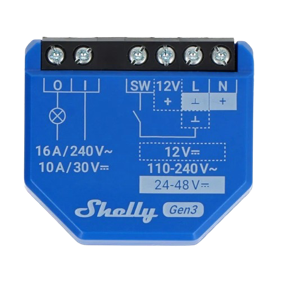 O I SW 12V L N
+ ⊥ +
⊥
16A/240V~ 12V⎓
10A/30V⎓ 110-240V~
24-48V⎓
Shelly Gen3